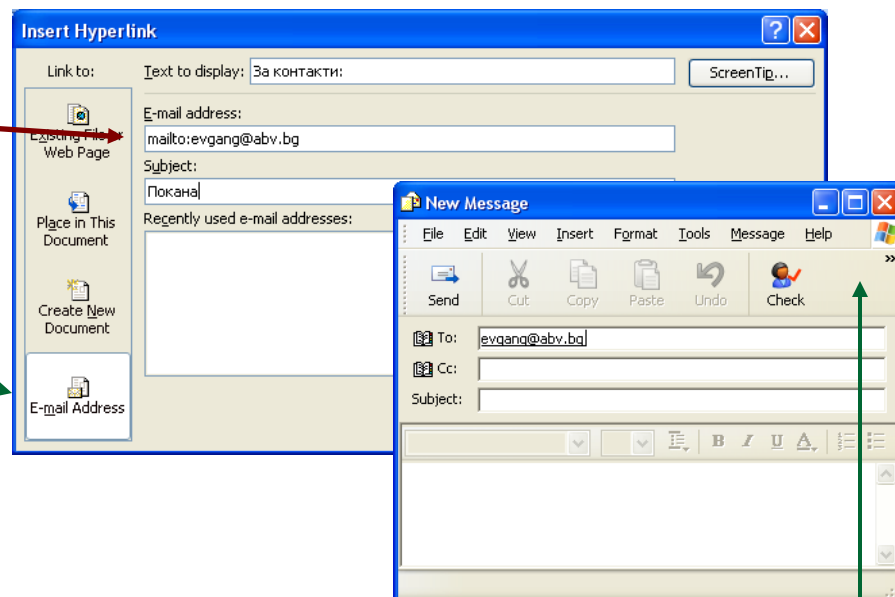 Insert Hyperlink
Link to:
Text to display: За контакти:
ScreenTip...
Existing File or
Web Page
E-mail address:
mailto:evgang@abv.bg
Subject:
Покана
Place in This
Document
Recently used e-mail addresses:
Create New
Document
E-mail Address
New Message
File Edit View Insert Format Tools Message Help
Send Cut Copy Paste Undo Check
To: evgang@abv.bg
Cc:
Subject:
B I U A